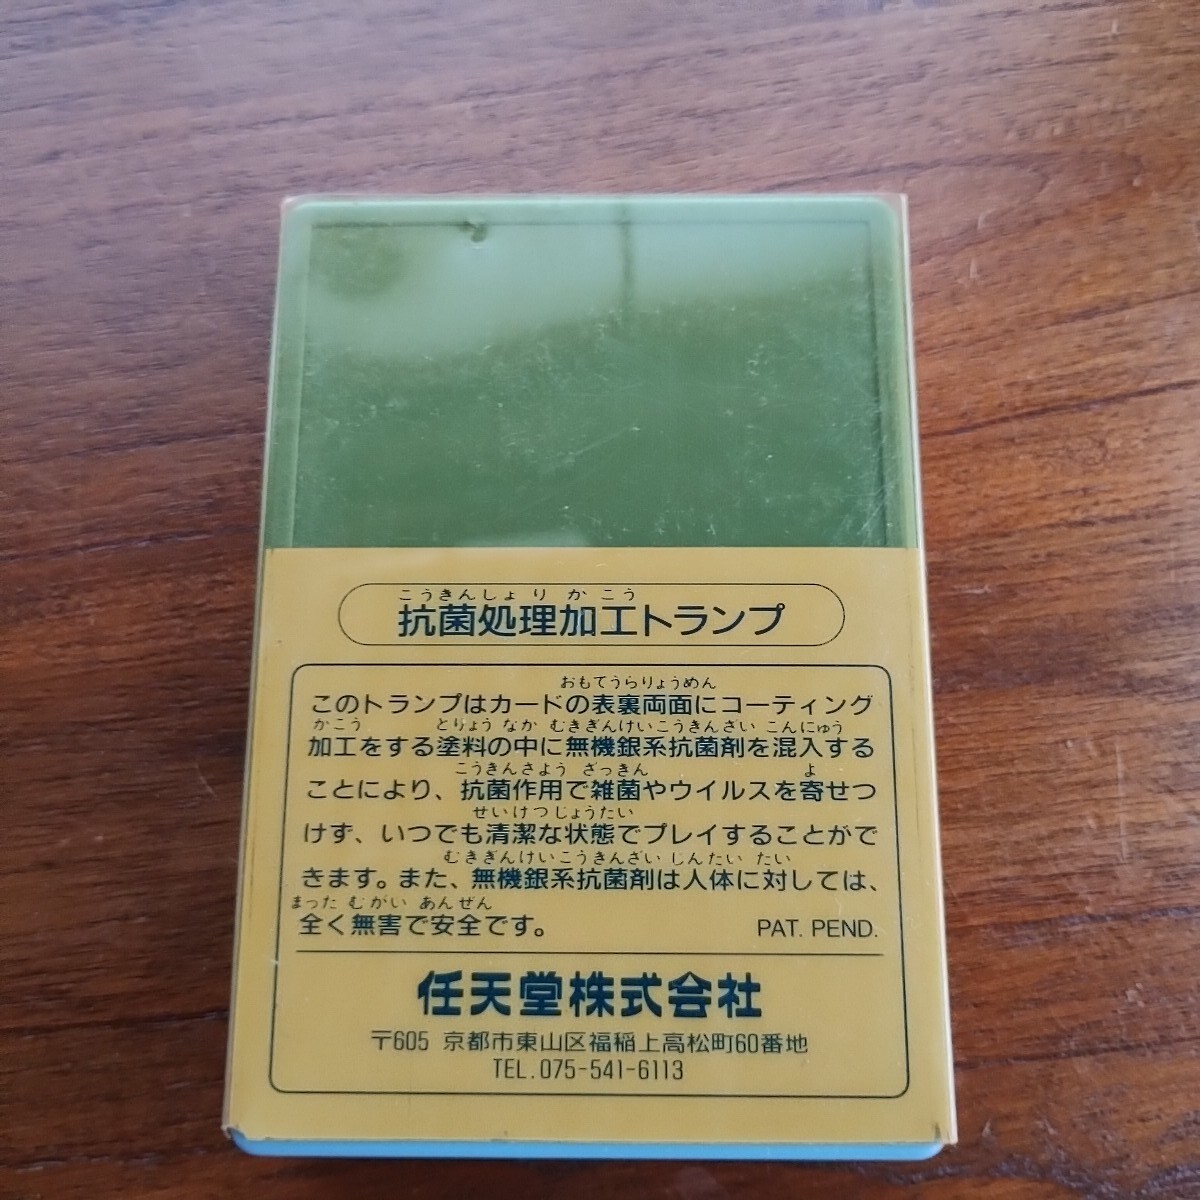 こうきんしょりかこう
抗菌処理加工トランプ
おもてうらりょうめん
このトランプはカードの表裏両面にコーティング
かこう とりょう なか むきぎんけいこうきんざい こんにゅう
加工をする塗料の中に無機銀系抗菌剤を混入する
こうきんさよう ざっきん よ
ことにより、抗菌作用で雑菌やウイルスを寄せつ
せいけつじょうたい
けず、いつでも清潔な状態でプレイすることがで
むきぎんけいこうきんざい じんたい たい
きます。また、無機銀系抗菌剤は人体に対しては、
まった むがい あんぜん
全く無害で安全です。 PAT. PEND.
任天堂株式会社
〒605 京都市東山区福稲上高松町60番地
TEL.075-541-6113